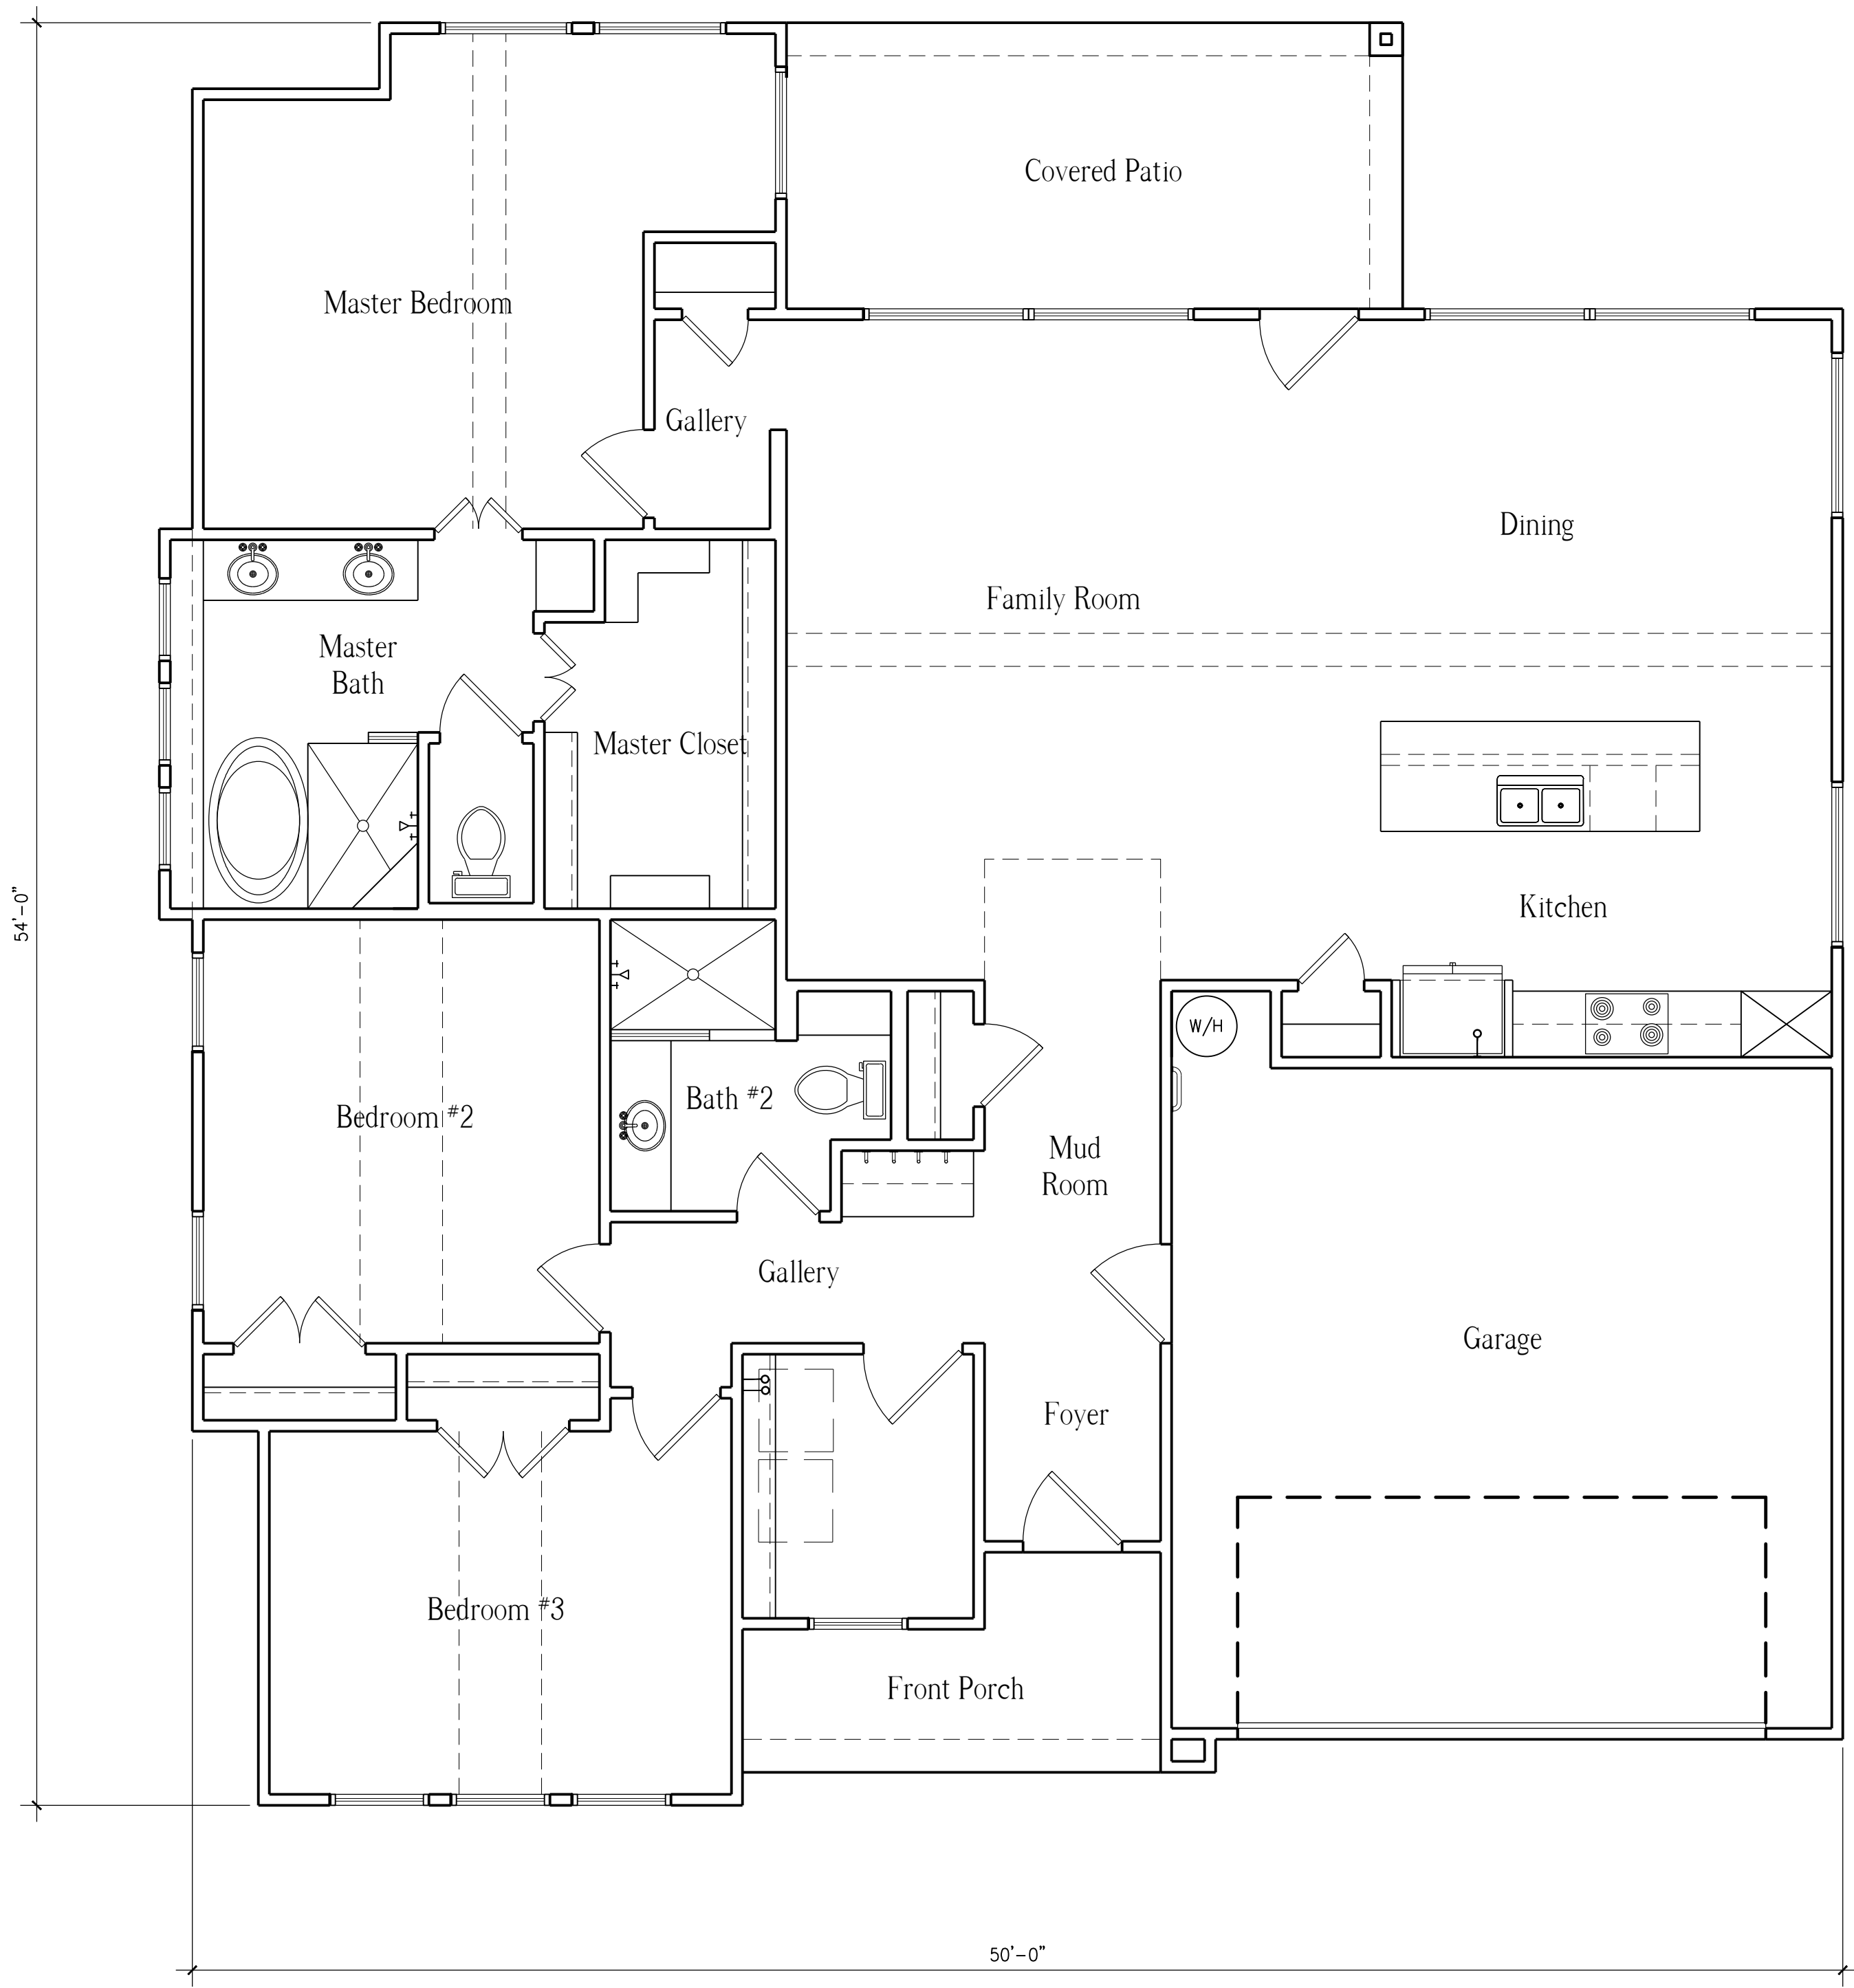 Covered Patio
Master Bedroom
Gallery
Dining
Family Room
Master
Bath
Master Closet
Kitchen
54'-0"
W/H
Bath #2
Bedroom #2
Mud
Room
Gallery
Garage
Foyer
Bedroom #3
Front Porch
50'-0"